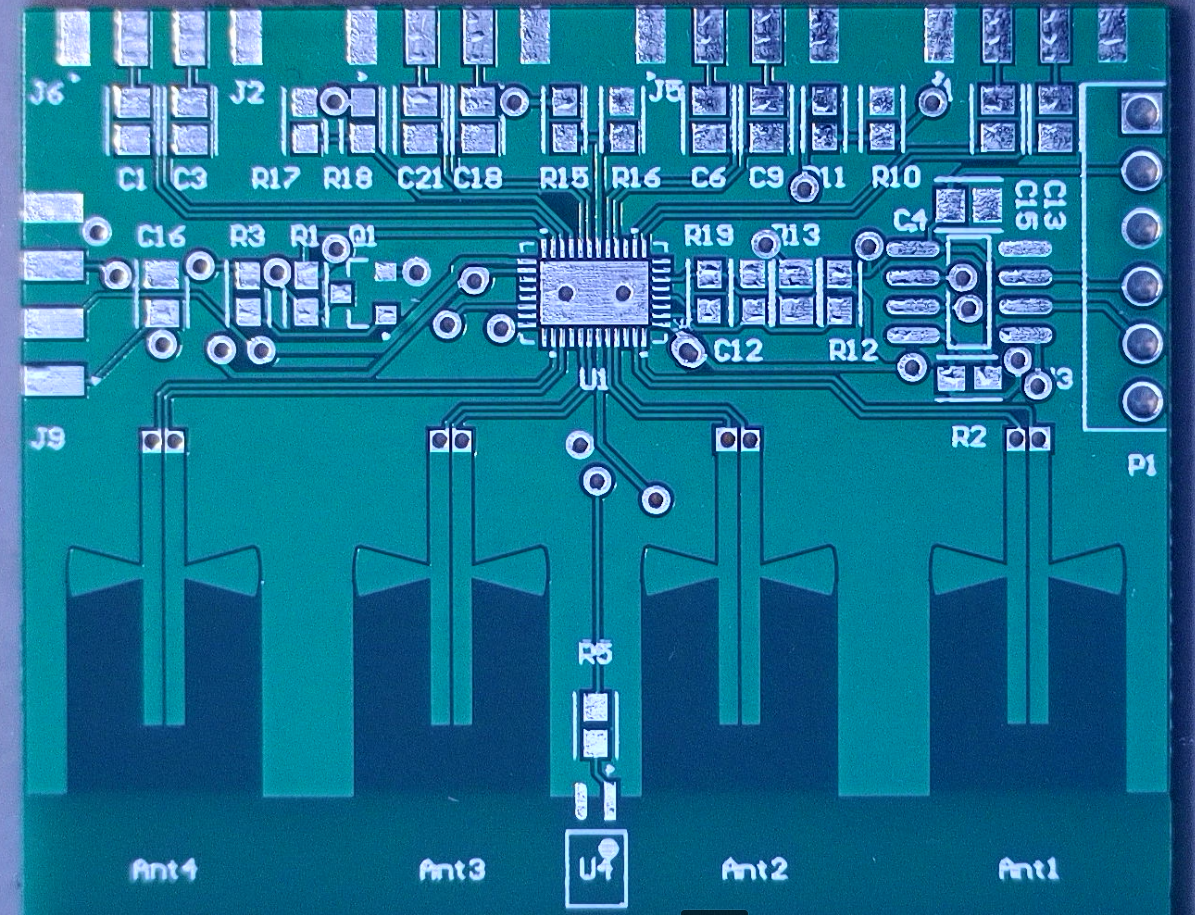 J6 J2 J5
C1 C3 R17 R18 C21 C18 R15 R16 C6 C9 R10
C15 C13
C4
C16 R3 R1 Q1 R19
C12 R12
U1
J9 R2
P1
R5
Ant4 Ant3 U4 Ant2 Ant1